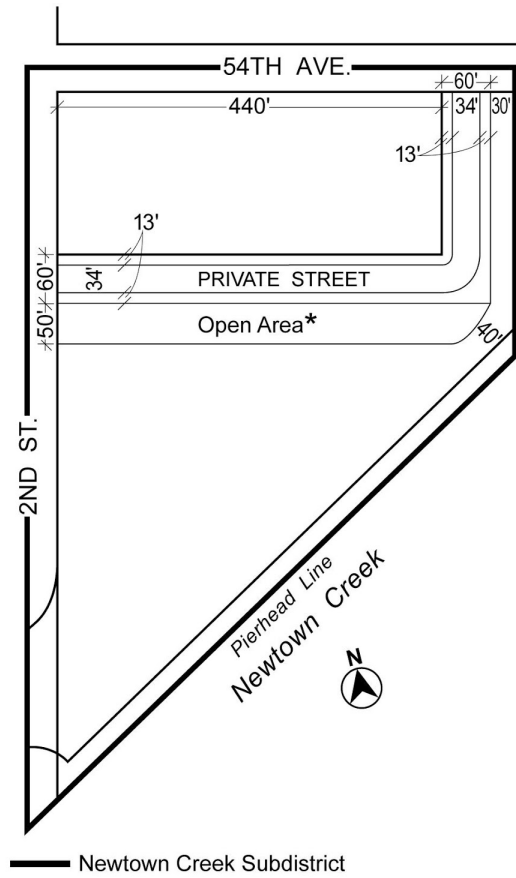 54TH AVE.
60'
440'
34' 30'
13'
13'
60'
34'
PRIVATE STREET
50'
Open Area*
40'
2ND ST.
Pierhead Line
Newtown Creek
N
Newtown Creek Subdistrict